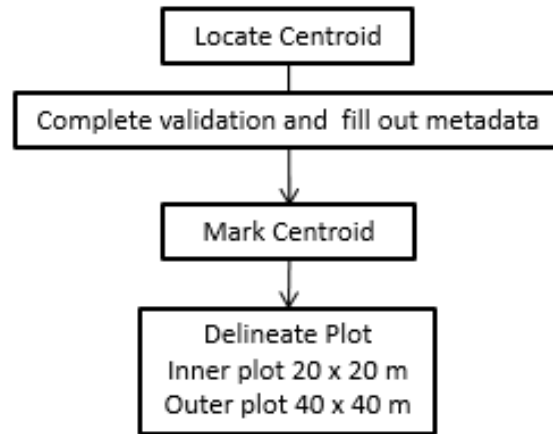 Locate Centroid
Complete validation and fill out metadata
Mark Centroid
Delineate Plot
Inner plot 20 x 20 m
Outer plot 40 x 40 m